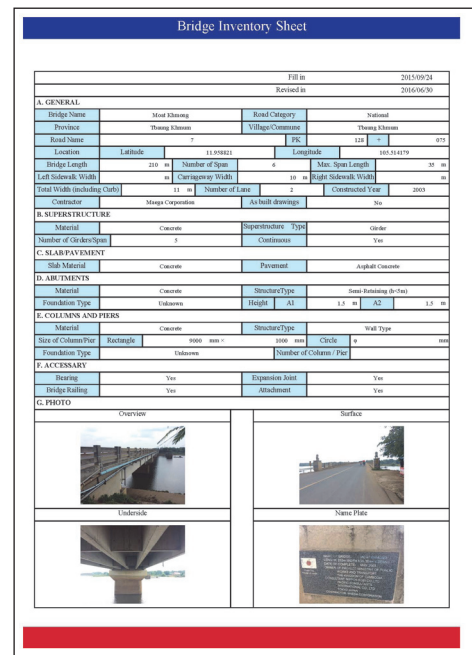 Bridge Inventory Sheet
Fill in 2015/09/24
Revised in 2016/06/30
A. GENERAL
Bridge Name Moat Khmong Road Category National
Province Tboung Khmum Village/Commune Tboung Khmum
Road Name 7 PK 128 + 075
Location Latitude 11.958821 Longitude 105.514179
Bridge Length 210 m Number of Span 6 Max. Span Length 35 m
Left Sidewalk Width m Carriageway Width 10 m Right Sidewalk Width m
Total Width (including Curb) 11 m Number of Lane 2 Constructed Year 2003
Contractor Corporation As built drawings No
B. SUPERSTRUCTURE
Material Concrete Superstructure Type Girder
Number of Girders/Span 5 Continuous Yes
C. SLAB/PAVEMENT
Slab Material Concrete Pavement Asphalt Concrete
D. ABUTMENTS
Material Concrete StructureType Semi-Retaining (h<5m)
Foundation Type Unknown Height A1 1.5 m A2 1.5 m
E. COLUMNS AND PIERS
Material Concrete StructureType Wall Type
Size of Column/Pier Rectangle 9000 mm × 1000 mm Circle φ mm
Foundation Type Unknown Number of Column / Pier
F. ACCESSARY
Bearing Yes Expansion Joint Yes
Bridge Railing Yes Attachment Yes
G. PHOTO
Overview Surface
Underside Name Plate